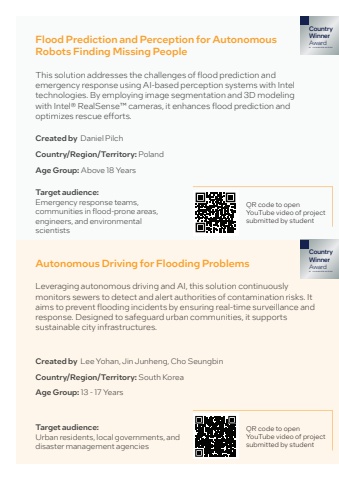 Country
Winner
Award
Flood Prediction and Perception for Autonomous
Robots Finding Missing People
This solution addresses the challenges of flood prediction and
emergency response using AI-based perception systems with Intel
technologies. By employing image segmentation and 3D modeling
with Intel® RealSense™ cameras, it enhances flood prediction and
optimizes rescue efforts.
Created by Daniel Pilch
Country/Region/Territory: Poland
Age Group: Above 18 Years
Target audience:
Emergency response teams,
communities in flood-prone areas,
engineers, and environmental
scientists
QR code to open
YouTube video of project
submitted by student
Country
Winner
Award
Autonomous Driving for Flooding Problems
Leveraging autonomous driving and AI, this solution continuously
monitors sewers to detect and alert authorities of contamination risks. It
aims to prevent flooding incidents by ensuring real-time surveillance and
response. Designed to safeguard urban communities, it supports
sustainable city infrastructures.
Created by Lee Yohan, Jin Junheng, Cho Seungbin
Country/Region/Territory: South Korea
Age Group: 13 - 17 Years
Target audience:
Urban residents, local governments, and
disaster management agencies
QR code to open
YouTube video of project
submitted by student